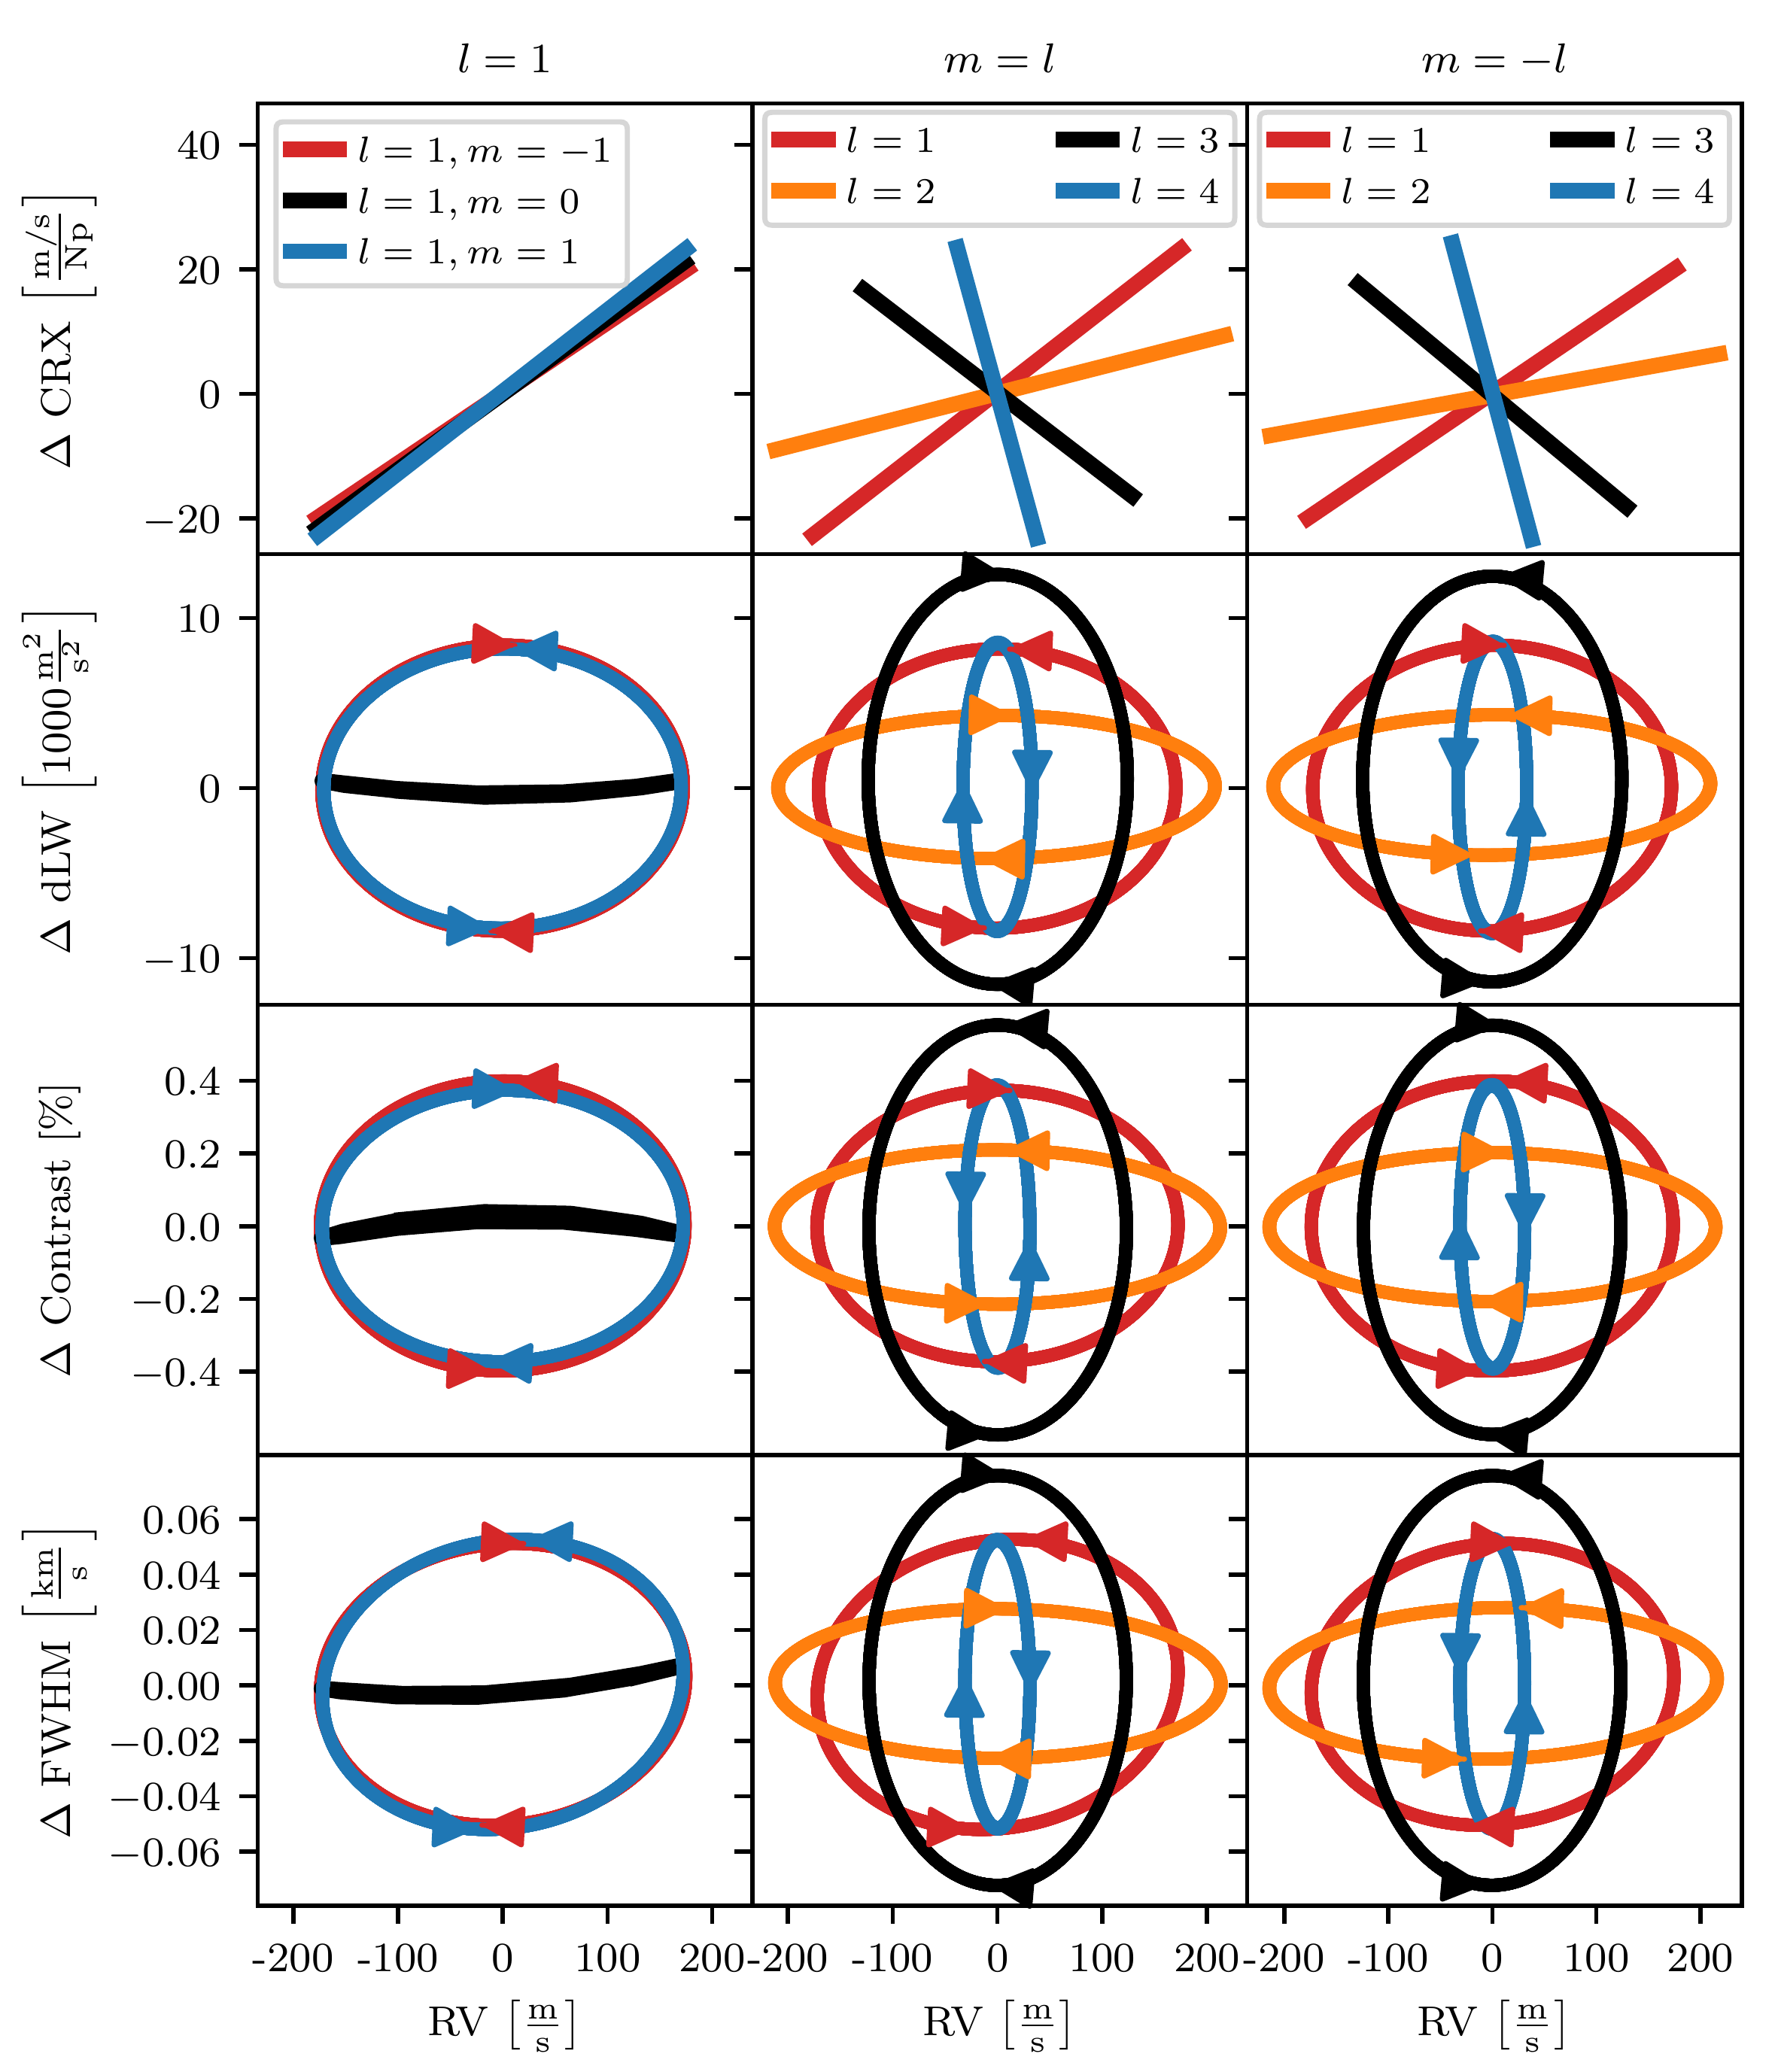 l = 1 m = l m = −l
l = 1, m = −1
l = 1, m = 0
l = 1, m = 1
l = 1 l = 3
l = 2 l = 4
l = 1 l = 3
l = 2 l = 4
Δ CRX [m/s/Np]
40
20
0
−20
Δ dLW [1000 m²/s²]
10
0
−10
Δ Contrast [%]
0.4
0.2
0.0
−0.2
−0.4
Δ FWHM [km/s]
0.06
0.04
0.02
0.00
−0.02
−0.04
−0.06
-200 -100 0 100 200 -200 -100 0 100 200 -200 -100 0 100 200
RV [m/s] RV [m/s] RV [m/s]